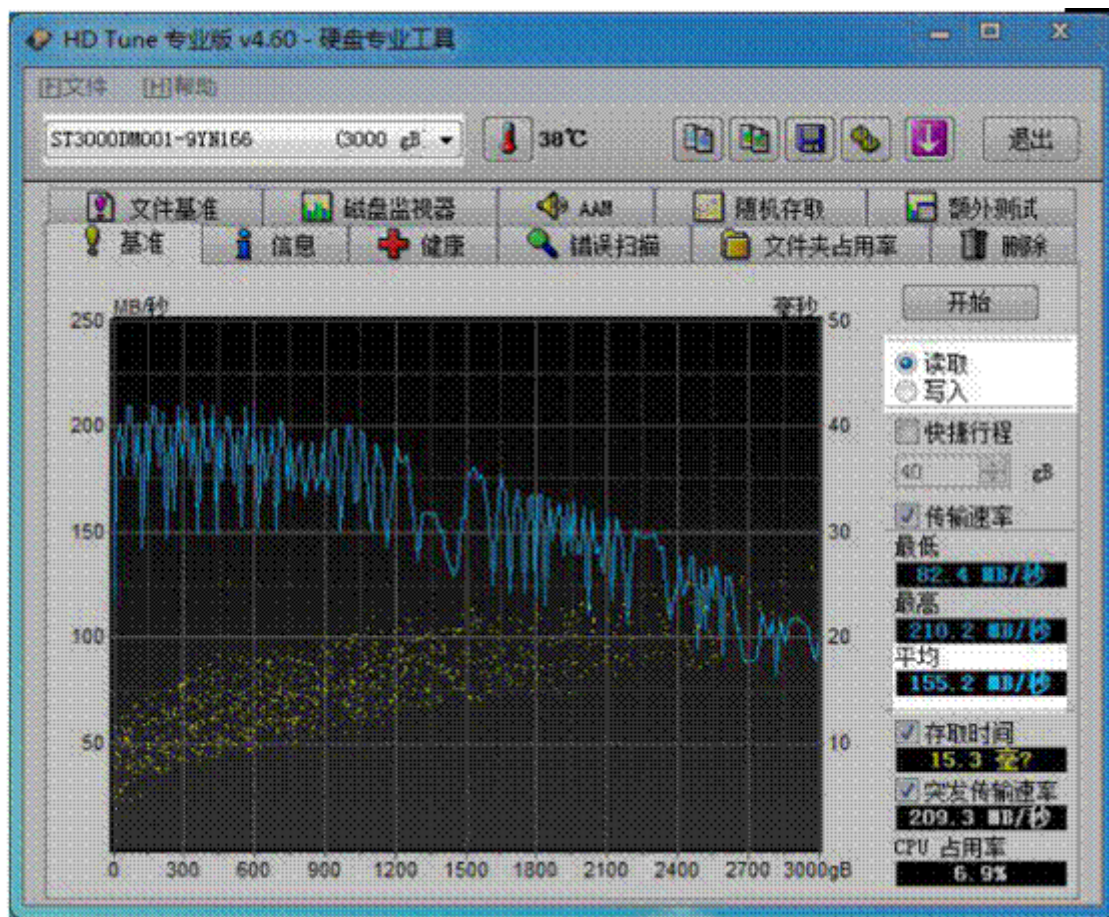 HD Tune 专业版 v4.60 - 硬盘专业工具
[F]文件 [H]帮助
ST3000DM001-9YN166 (3000 gB) 38℃ 退出
文件基准 磁盘监视器 AAM 随机存取 额外测试
基准 信息 健康 错误扫描 文件夹占用率 删除
MB/秒 毫秒
250 50
200 40
150 30
100 20
50 10
0 300 600 900 1200 1500 1800 2100 2400 2700 3000gB
开始
读取
写入
快捷行程
40 gB
传输速率
最低
82.4 MB/秒
最高
210.2 MB/秒
平均
155.2 MB/秒
存取时间
15.3 毫?
突发传输速率
209.3 MB/秒
CPU 占用率
6.9%